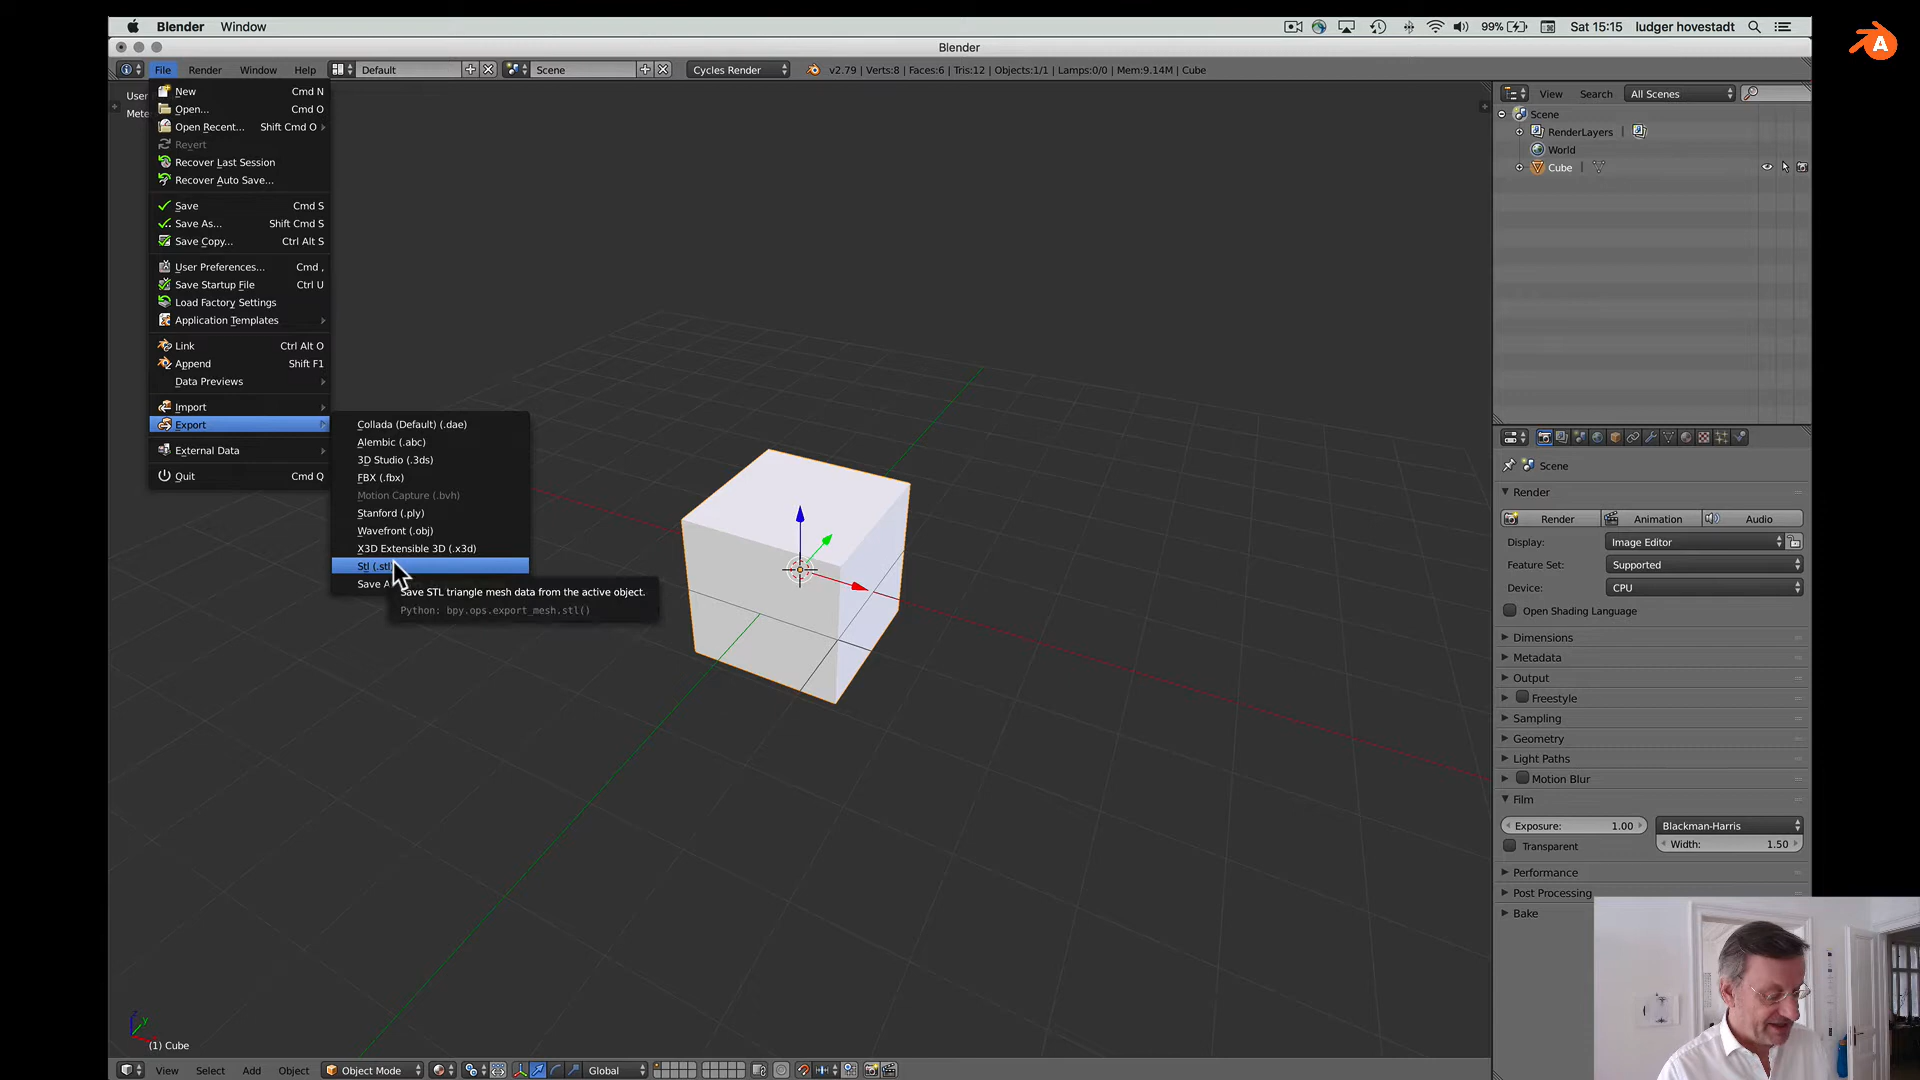 Blender Window 99% Sat 15:15 ludger hovestadt
A
Blender
File Render Window Help Default Scene Cycles Render v2.79 | Verts:8 | Faces:6 | Tris:12 | Objects:1/1 | Lamps:0/0 | Mem:9.14M | Cube
User
Mete
New Cmd N
Open... Cmd O
Open Recent... Shift Cmd O
Revert
Recover Last Session
Recover Auto Save...
Save Cmd S
Save As... Shift Cmd S
Save Copy... Ctrl Alt S
User Preferences... Cmd ,
Save Startup File Ctrl U
Load Factory Settings
Application Templates
Link Ctrl Alt O
Append Shift F1
Data Previews
Import
Export
External Data
Quit Cmd Q
Collada (Default) (.dae)
Alembic (.abc)
3D Studio (.3ds)
FBX (.fbx)
Motion Capture (.bvh)
Stanford (.ply)
Wavefront (.obj)
X3D Extensible 3D (.x3d)
Stl (.stl)
Save A
Save STL triangle mesh data from the active object.
Python: bpy.ops.export_mesh.stl()
View Search All Scenes
Scene
RenderLayers |
World
Cube |
Scene
Render
Render Animation Audio
Display: Image Editor
Feature Set: Supported
Device: CPU
Open Shading Language
Dimensions
Metadata
Output
Freestyle
Sampling
Geometry
Light Paths
Motion Blur
Film
Exposure: 1.00 Blackman-Harris
Transparent Width: 1.50
Performance
Post Processing
Bake
z y
(1) Cube
View Select Add Object Object Mode Global